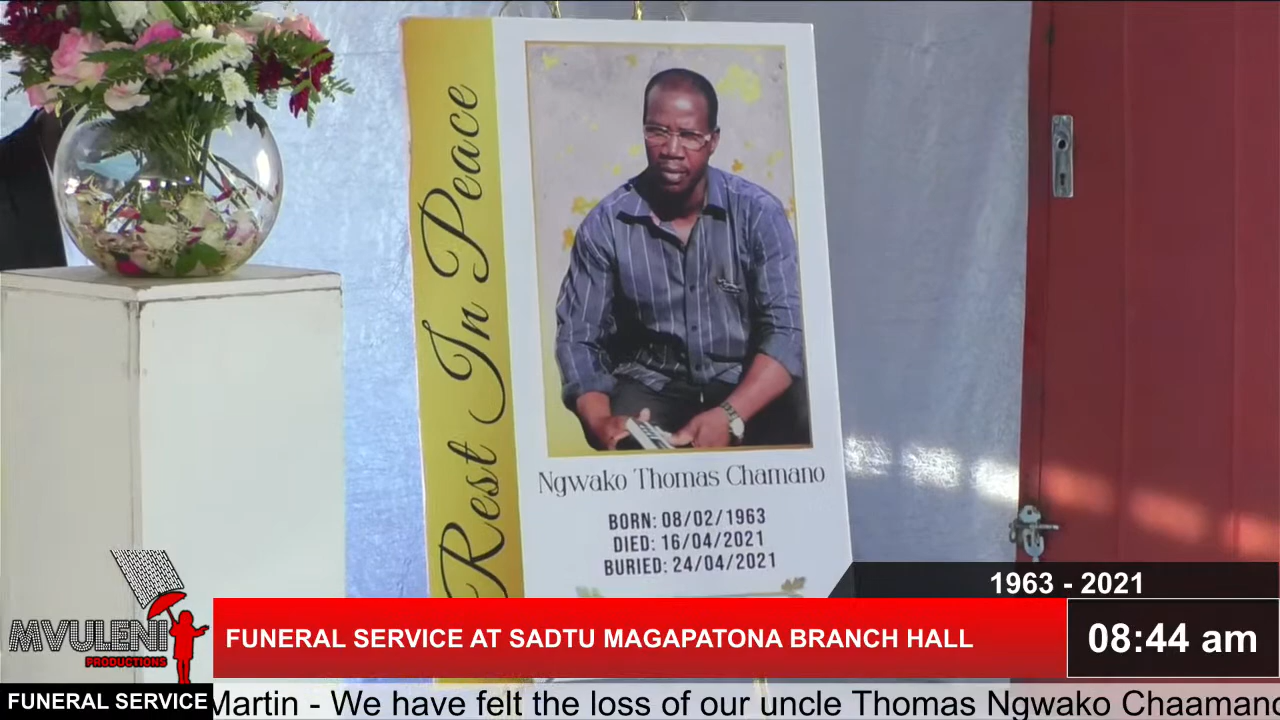 Rest In Peace
Ngwako Thomas Chamano
BORN: 08/02/1963
DIED: 16/04/2021
BURIED: 24/04/2021
1963 - 2021
MVULENI
PRODUCTIONS
FUNERAL SERVICE AT SADTU MAGAPATONA BRANCH HALL
08:44 am
FUNERAL SERVICE
Martin - We have felt the loss of our uncle Thomas Ngwako Chaamano